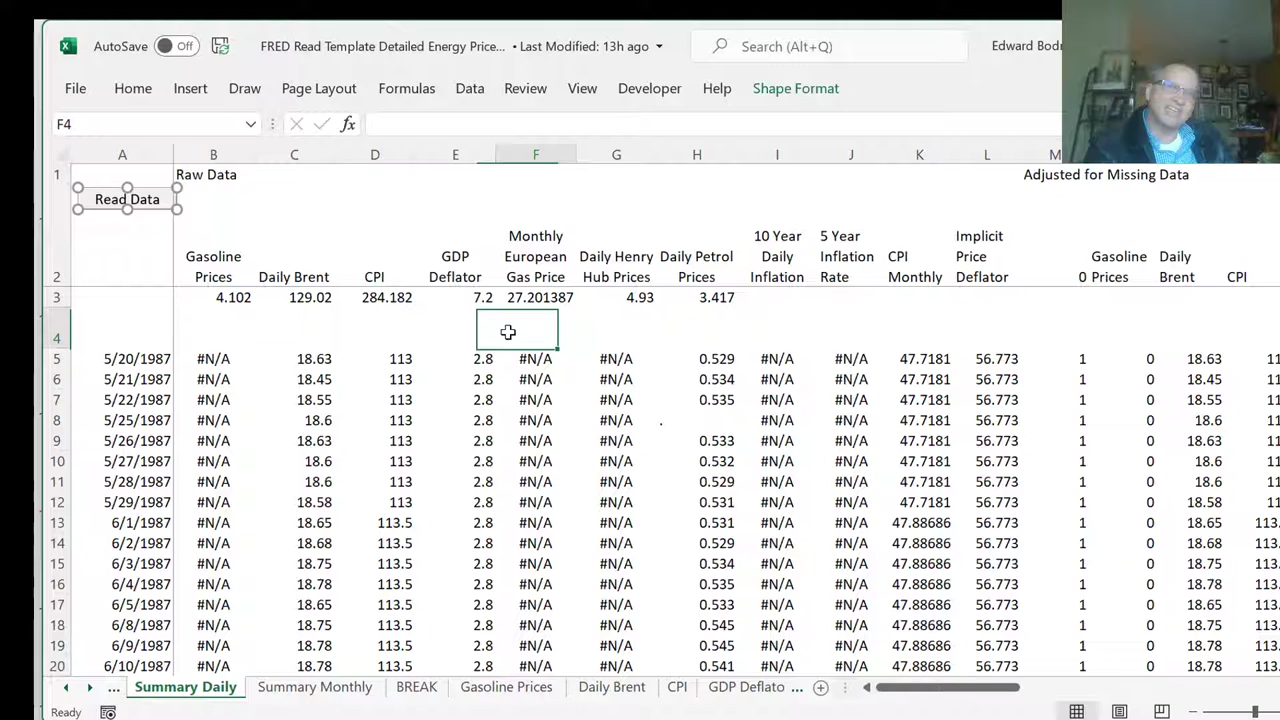 AutoSave Off FRED Read Template Detailed Energy Price... • Last Modified: 13h ago Search (Alt+Q) Edward Bodr
File Home Insert Draw Page Layout Formulas Data Review View Developer Help Shape Format
F4 fx
A B C D E F G H I J K L M
1 Raw Data Adjusted for Missing Data
Read Data
Monthly 10 Year 5 Year Implicit
Gasoline GDP European Daily Henry Daily Petrol Daily Inflation CPI Price Gasoline Daily
2 Prices Daily Brent CPI Deflator Gas Price Hub Prices Prices Inflation Rate Monthly Deflator 0 Prices Brent CPI
3 4.102 129.02 284.182 7.2 27.201387 4.93 3.417
4
5 5/20/1987 #N/A 18.63 113 2.8 #N/A #N/A 0.529 #N/A #N/A 47.7181 56.773 1 0 18.63 11
6 5/21/1987 #N/A 18.45 113 2.8 #N/A #N/A 0.534 #N/A #N/A 47.7181 56.773 1 0 18.45 11
7 5/22/1987 #N/A 18.55 113 2.8 #N/A #N/A 0.535 #N/A #N/A 47.7181 56.773 1 0 18.55 11
8 5/25/1987 #N/A 18.6 113 2.8 #N/A #N/A . #N/A #N/A 47.7181 56.773 1 0 18.6 11
9 5/26/1987 #N/A 18.63 113 2.8 #N/A #N/A 0.533 #N/A #N/A 47.7181 56.773 1 0 18.63 11
10 5/27/1987 #N/A 18.6 113 2.8 #N/A #N/A 0.532 #N/A #N/A 47.7181 56.773 1 0 18.6 11
11 5/28/1987 #N/A 18.6 113 2.8 #N/A #N/A 0.529 #N/A #N/A 47.7181 56.773 1 0 18.6 11
12 5/29/1987 #N/A 18.58 113 2.8 #N/A #N/A 0.531 #N/A #N/A 47.7181 56.773 1 0 18.58 11
13 6/1/1987 #N/A 18.65 113.5 2.8 #N/A #N/A 0.531 #N/A #N/A 47.88686 56.773 1 0 18.65 113.
14 6/2/1987 #N/A 18.68 113.5 2.8 #N/A #N/A 0.529 #N/A #N/A 47.88686 56.773 1 0 18.68 113.
15 6/3/1987 #N/A 18.75 113.5 2.8 #N/A #N/A 0.534 #N/A #N/A 47.88686 56.773 1 0 18.75 113.
16 6/4/1987 #N/A 18.78 113.5 2.8 #N/A #N/A 0.535 #N/A #N/A 47.88686 56.773 1 0 18.78 113.
17 6/5/1987 #N/A 18.65 113.5 2.8 #N/A #N/A 0.533 #N/A #N/A 47.88686 56.773 1 0 18.65 113.
18 6/8/1987 #N/A 18.75 113.5 2.8 #N/A #N/A 0.545 #N/A #N/A 47.88686 56.773 1 0 18.75 113.
19 6/9/1987 #N/A 18.78 113.5 2.8 #N/A #N/A 0.545 #N/A #N/A 47.88686 56.773 1 0 18.78 113.
20 6/10/1987 #N/A 18.78 113.5 2.8 #N/A #N/A 0.541 #N/A #N/A 47.88686 56.773 1 0 18.78 113.
... Summary Daily Summary Monthly BREAK Gasoline Prices Daily Brent CPI GDP Deflato ...
Ready